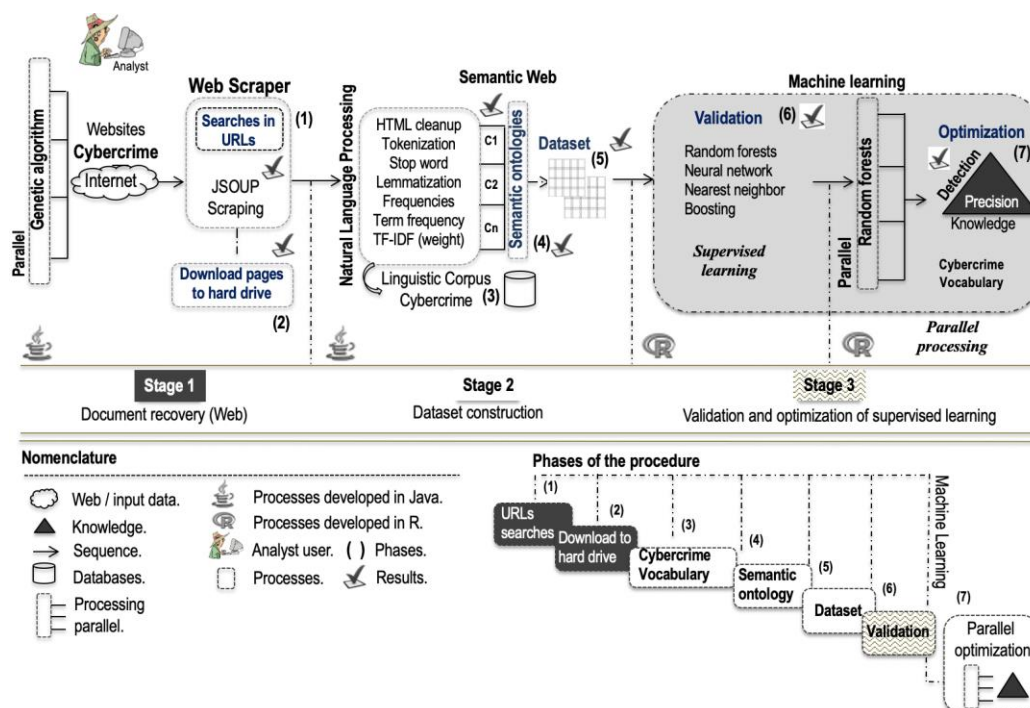 Analyst
Parallel
Genetic algorithm
Websites
Cybercrime
Internet
Web Scraper
Searches in
URLs
(1)
JSOUP
Scraping
Download pages
to hard drive
(2)
Natural Language Processing
HTML cleanup
Tokenization
Stop word
Lemmatization
Frequencies
Term frequency
TF-IDF (weight)
Linguistic Corpus
Cybercrime
(3)
Semantic Web
C1
C2
Cn
Semantic ontologies
(4)
Dataset
(5)
Machine learning
Validation
(6)
Random forests
Neural network
Nearest neighbor
Boosting
Supervised
learning
Parallel
Random forests
Optimization
(7)
Detection
Precision
Knowledge
Cybercrime
Vocabulary
R
R
Parallel
processing
Stage 1
Document recovery (Web)
Stage 2
Dataset construction
Stage 3
Validation and optimization of supervised learning
Nomenclature
Web / input data.
Knowledge.
Sequence.
Databases.
Processing
parallel.
Processes developed in Java.
R
Processes developed in R.
Analyst user.
( ) Phases.
Processes.
Results.
Phases of the procedure
(1)
URLs
searches
(2)
Download to
hard drive
(3)
Cybercrime
Vocabulary
(4)
Semantic
ontology
(5)
Dataset
(6)
Validation
Machine Learning
(7)
Parallel
optimization